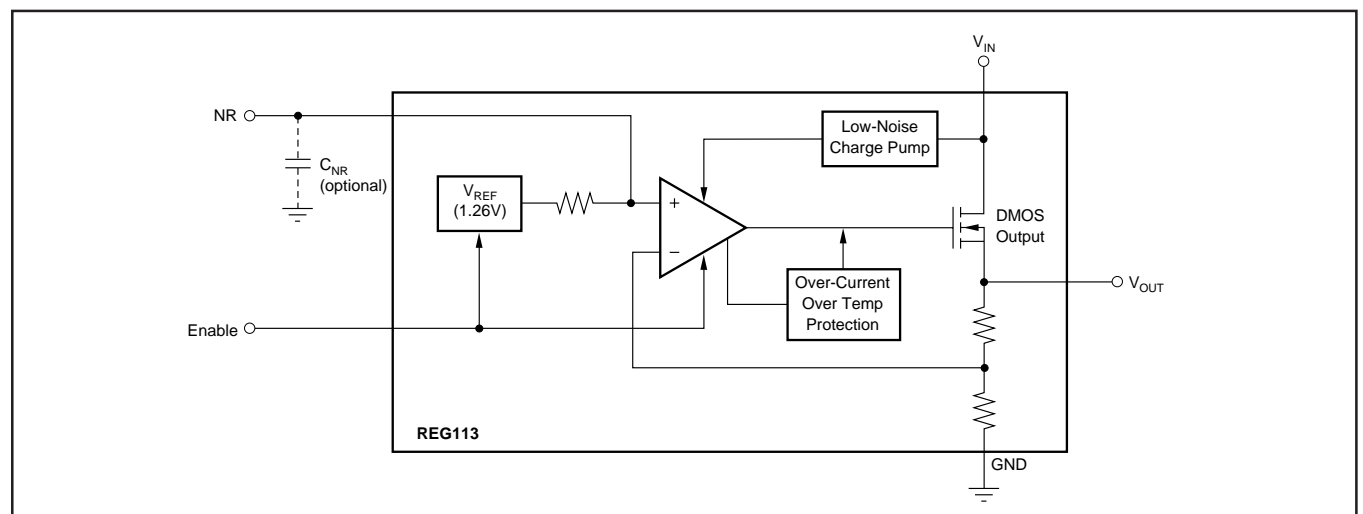 V_IN
NR
Low-Noise
Charge Pump
C_NR
(optional)
V_REF
(1.26V)
+
−
DMOS
Output
Over-Current
Over Temp
Protection
V_OUT
Enable
REG113
GND